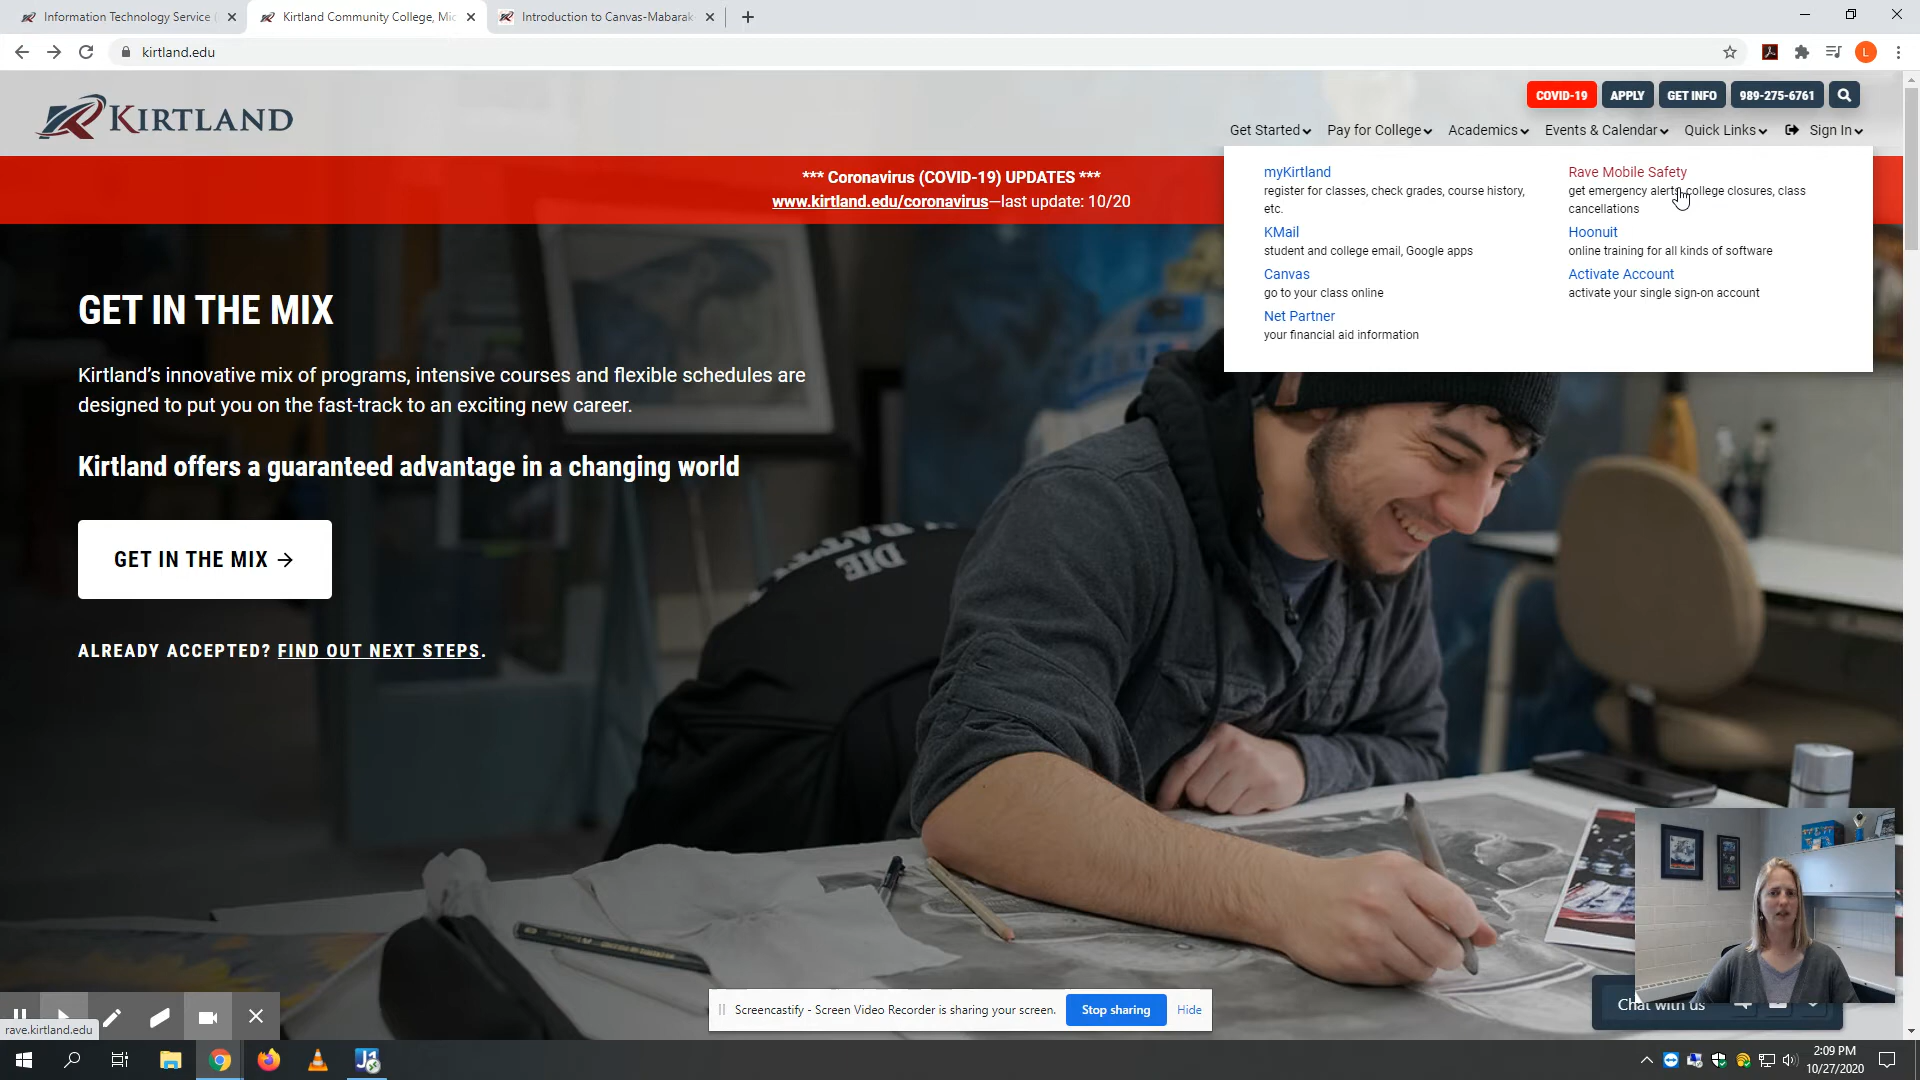 Information Technology Service
Kirtland Community College, Mic
Introduction to Canvas-Mabarak
kirtland.edu
L
KIRTLAND
COVID-19
APPLY
GET INFO
989-275-6761
Get Started
Pay for College
Academics
Events & Calendar
Quick Links
Sign In
*** Coronavirus (COVID-19) UPDATES ***
www.kirtland.edu/coronavirus—last update: 10/20
myKirtland
register for classes, check grades, course history,
etc.
KMail
student and college email, Google apps
Canvas
go to your class online
Net Partner
your financial aid information
Rave Mobile Safety
get emergency alerts, college closures, class
cancellations
Hoonuit
online training for all kinds of software
Activate Account
activate your single sign-on account
GET IN THE MIX
Kirtland's innovative mix of programs, intensive courses and flexible schedules are
designed to put you on the fast-track to an exciting new career.
Kirtland offers a guaranteed advantage in a changing world
GET IN THE MIX →
ALREADY ACCEPTED? FIND OUT NEXT STEPS.
DIE
Chat with us
Screencastify - Screen Video Recorder is sharing your screen.
Stop sharing
Hide
rave.kirtland.edu
2:09 PM
10/27/2020